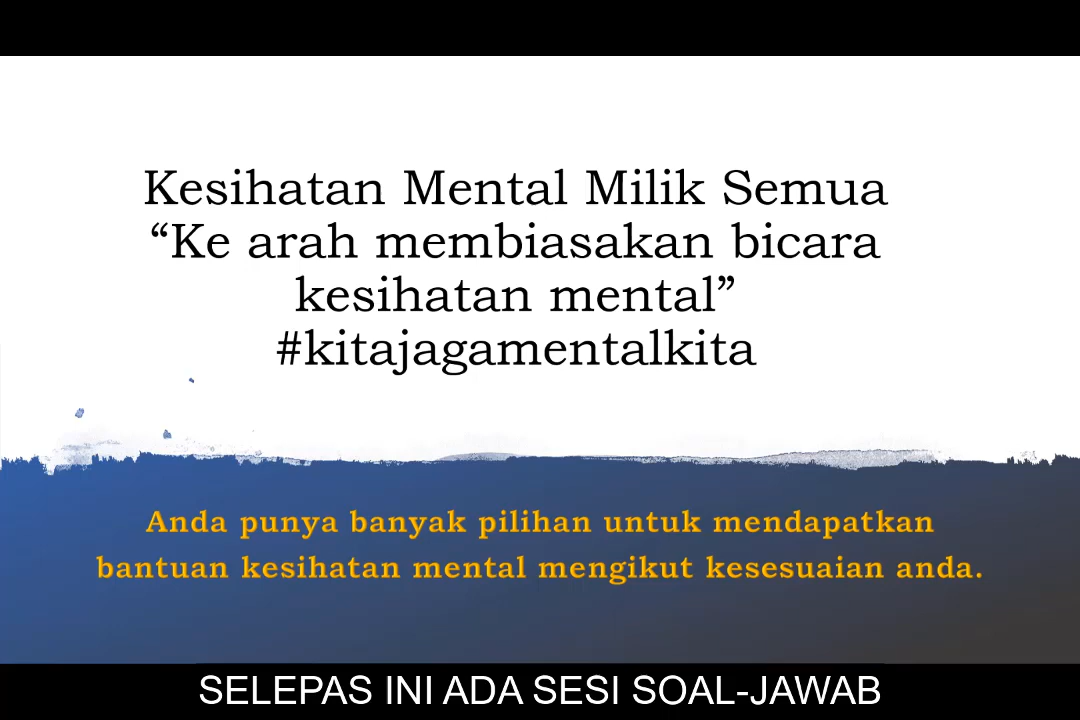 Kesihatan Mental Milik Semua
“Ke arah membiasakan bicara
kesihatan mental”
#kitajagamentalkita
Anda punya banyak pilihan untuk mendapatkan
bantuan kesihatan mental mengikut kesesuaian anda.
SELEPAS INI ADA SESI SOAL-JAWAB